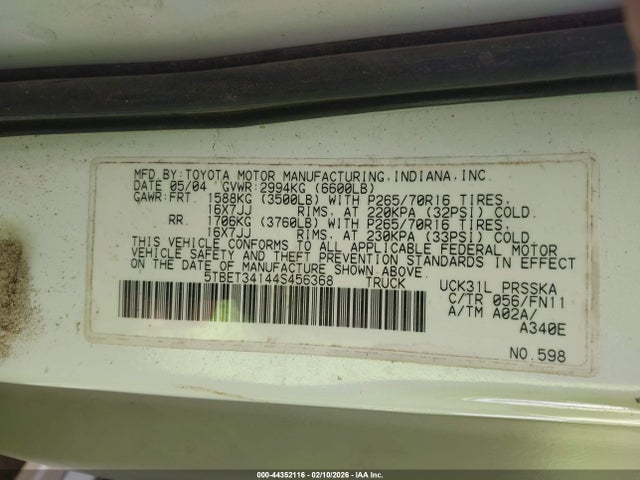 MFD BY:TOYOTA MOTOR MANUFACTURING,INDIANA,INC.
DATE 05/04 GVWR:2994KG (6600LB)
GAWR:FRT 1588KG (3500LB) WITH P265/70R16 TIRES,
16X7JJ RIMS, AT 220KPA (32PSI) COLD.
RR 1706KG (3760LB) WITH P265/70R16 TIRES,
16X7JJ RIMS, AT 230KPA (33PSI) COLD.
THIS VEHICLE CONFORMS TO ALL APPLICABLE FEDERAL MOTOR
VEHICLE SAFETY AND THEFT PREVENTION STANDARDS IN EFFECT
ON THE DATE OF MANUFACTURE SHOWN ABOVE.
5TBET34144S456368 TRUCK
UCK31L PRSSKA
C/TR 056/FN11
A/TM A02A/
A340E
NO.598
000-44352116 - 02/10/2026 - IAA Inc.